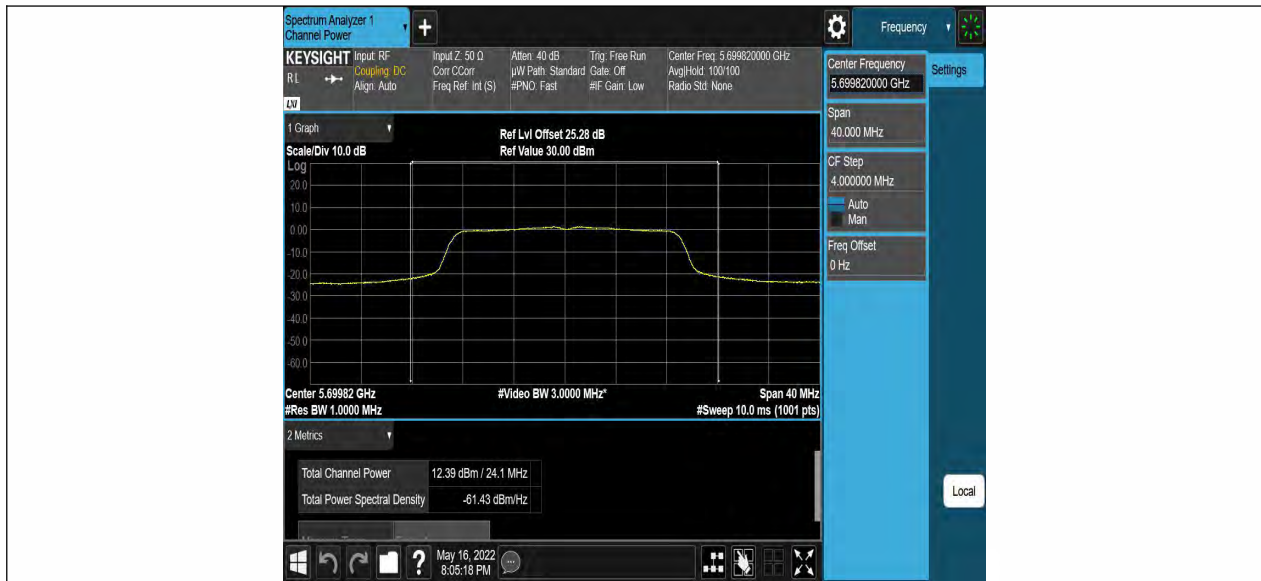 Spectrum Analyzer 1
Channel Power
+
Frequency
KEYSIGHT
RL
LXI
Input: RF
Coupling: DC
Align: Auto
Input Z: 50 Ω
Corr CCorr
Freq Ref: Int (S)
Atten: 40 dB
µW Path: Standard
#PNO: Fast
Trig: Free Run
Gate: Off
#IF Gain: Low
Center Freq: 5.699820000 GHz
Avg|Hold: 100/100
Radio Std: None
Center Frequency
5.699820000 GHz
Settings
Span
40.000 MHz
CF Step
4.000000 MHz
Auto
Man
Freq Offset
0 Hz
Local
1 Graph
Scale/Div 10.0 dB
Ref Lvl Offset 25.28 dB
Ref Value 30.00 dBm
Log
20.0
10.0
0.00
-10.0
-20.0
-30.0
-40.0
-50.0
-60.0
Center 5.69982 GHz
#Video BW 3.0000 MHz*
Span 40 MHz
#Res BW 1.0000 MHz
#Sweep 10.0 ms (1001 pts)
2 Metrics
Total Channel Power 12.39 dBm / 24.1 MHz
Total Power Spectral Density -61.43 dBm/Hz
?
May 16, 2022
8:05:18 PM